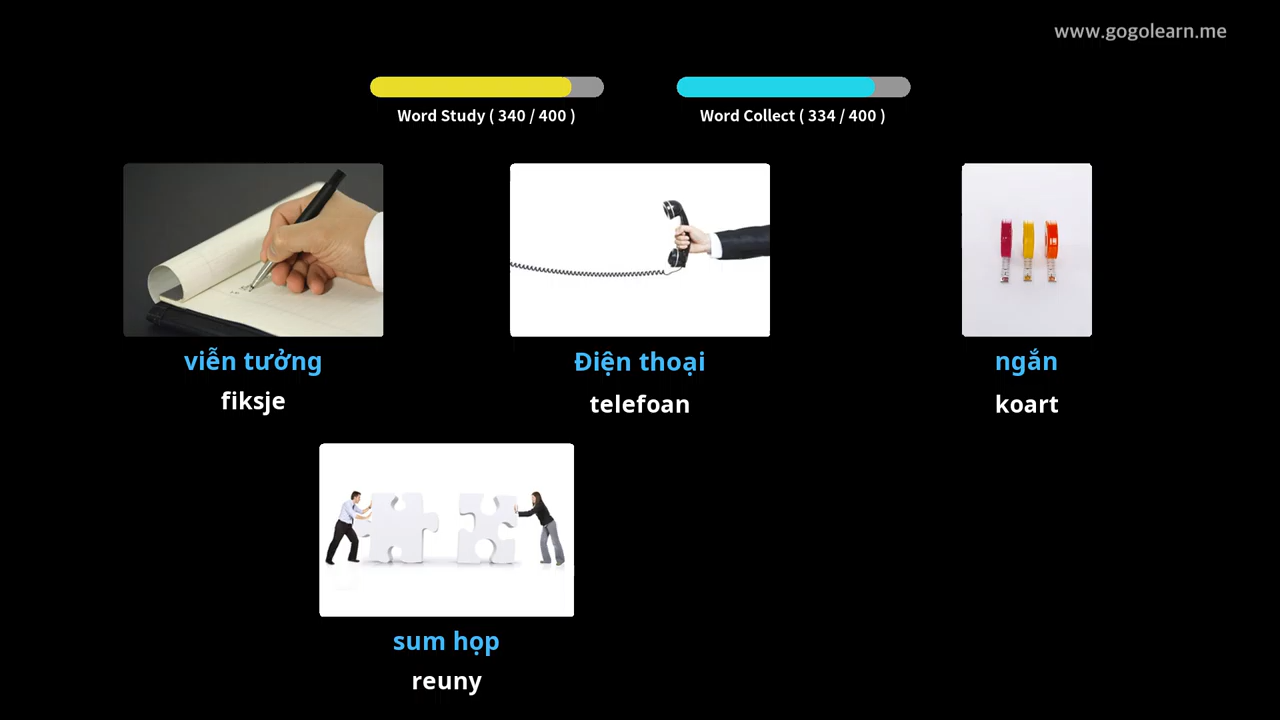 www.gogolearn.me
Word Study ( 340 / 400 )
Word Collect ( 334 / 400 )
viễn tưởng
fiksje
Điện thoại
telefoan
ngắn
koart
sum họp
reuny